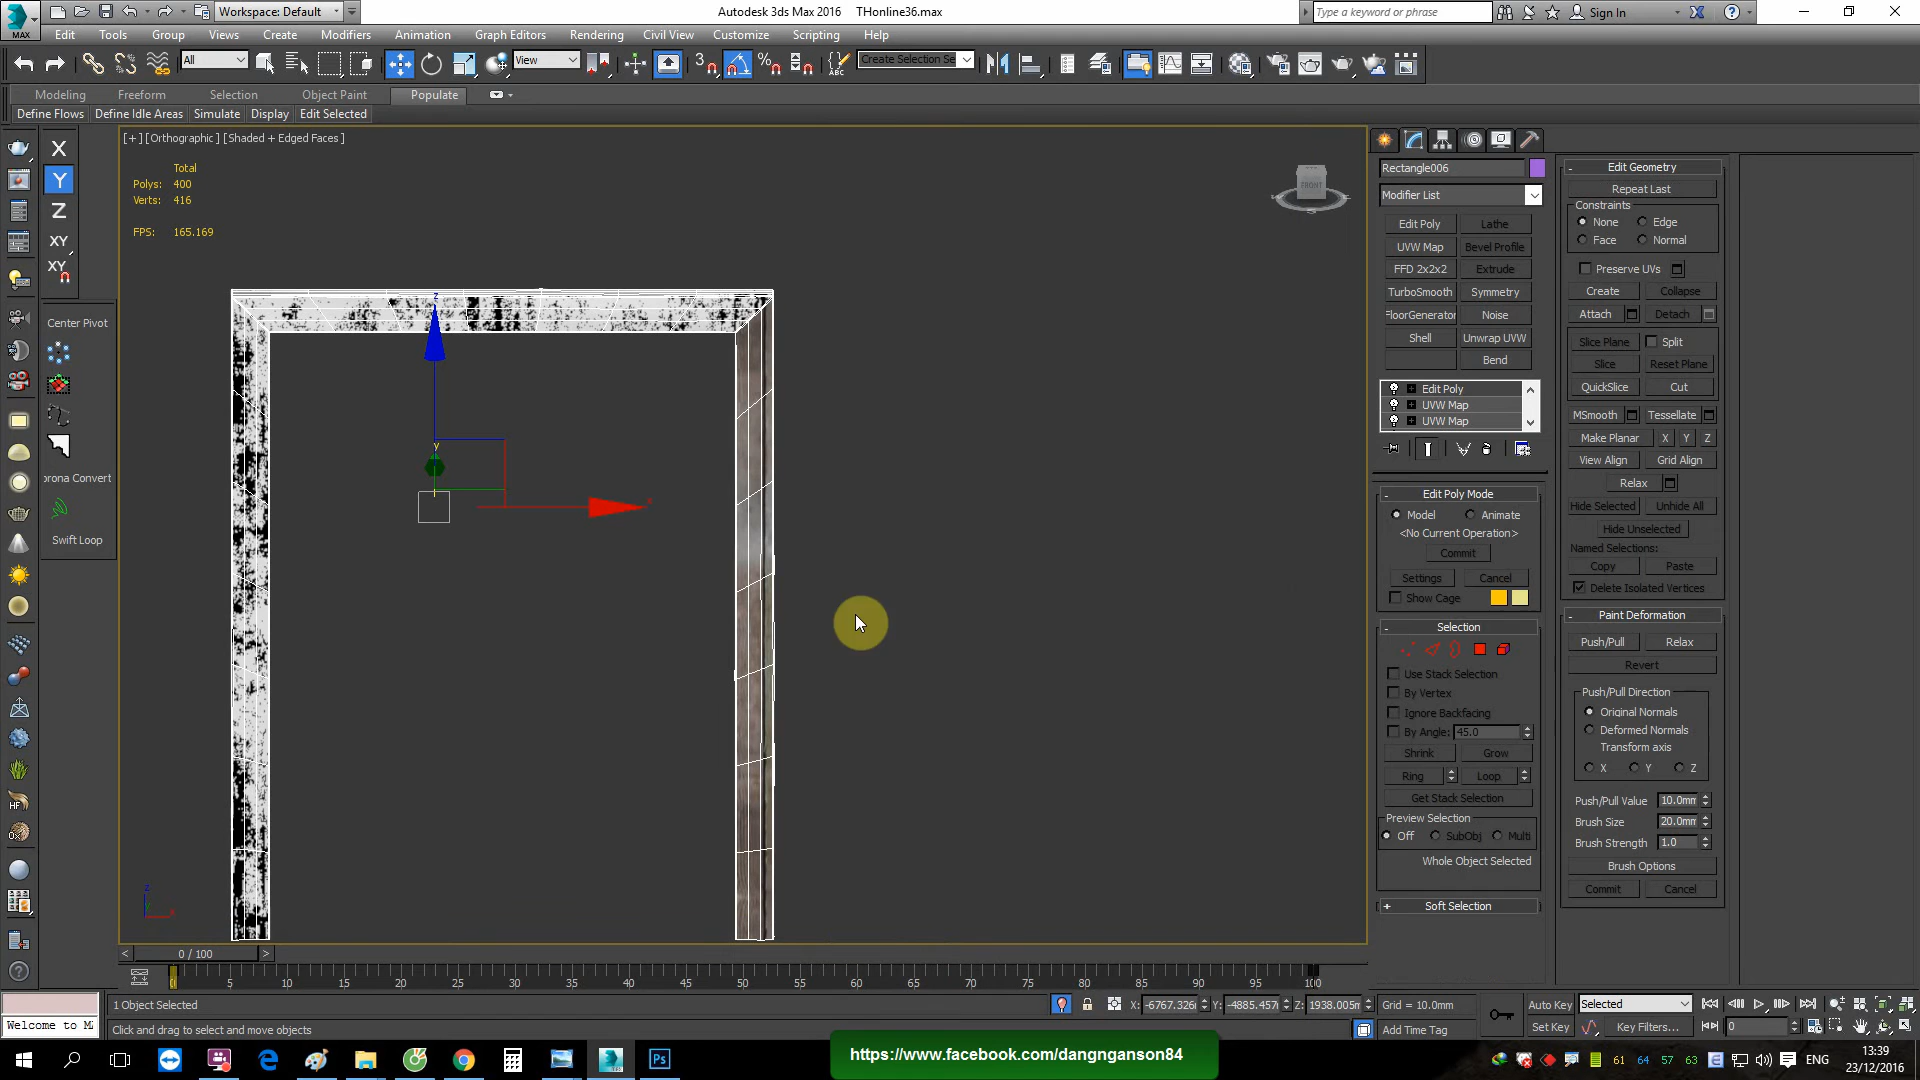 MAX
Workspace: Default
Autodesk 3ds Max 2016    THonline36.max
Type a keyword or phrase
Sign In
Edit Tools Group Views Create Modifiers Animation Graph Editors Rendering Civil View Customize Scripting Help
All
View
Create Selection Se
Modeling Freeform Selection Object Paint Populate
Define Flows Define Idle Areas Simulate Display Edit Selected
[+] [Orthographic] [Shaded + Edged Faces]
Total
Polys: 400
Verts: 416
FPS: 165.169
X
Y
Z
XY
XY
Center Pivot
orona Convert
Swift Loop
FRONT
Rectangle006
Modifier List
Edit Poly Lathe
UVW Map Bevel Profile
FFD 2x2x2 Extrude
TurboSmooth Symmetry
FloorGenerator Noise
Shell Unwrap UVW
Bend
Edit Poly
UVW Map
UVW Map
- Edit Poly Mode
Model Animate
<No Current Operation>
Commit
Settings Cancel
Show Cage
- Selection
Use Stack Selection
By Vertex
Ignore Backfacing
By Angle: 45.0
Shrink Grow
Ring Loop
Get Stack Selection
Preview Selection
Off SubObj Multi
Whole Object Selected
+ Soft Selection
- Edit Geometry
Repeat Last
Constraints
None Edge
Face Normal
Preserve UVs
Create Collapse
Attach Detach
Slice Plane Split
Slice Reset Plane
QuickSlice Cut
MSmooth Tessellate
Make Planar X Y Z
View Align Grid Align
Relax
Hide Selected Unhide All
Hide Unselected
Named Selections:
Copy Paste
Delete Isolated Vertices
- Paint Deformation
Push/Pull Relax
Revert
Push/Pull Direction
Original Normals
Deformed Normals
Transform axis
X Y Z
Push/Pull Value 10.0mm
Brush Size 20.0mm
Brush Strength 1.0
Brush Options
Commit Cancel
< 0 / 100 >
5 10 15 20 25 30 35 40 45 50 55 60 65 70 75 80 85 90 95 100
1 Object Selected
X: -6767.326 Y: -4885.457 Z: 1938.005m
Grid = 10.0mm
Auto Key Selected
Welcome to M
Click and drag to select and move objects
Add Time Tag
Set Key Key Filters...
0
https://www.facebook.com/dangnganson84
61 64 57 63
ENG
13:39
23/12/2016